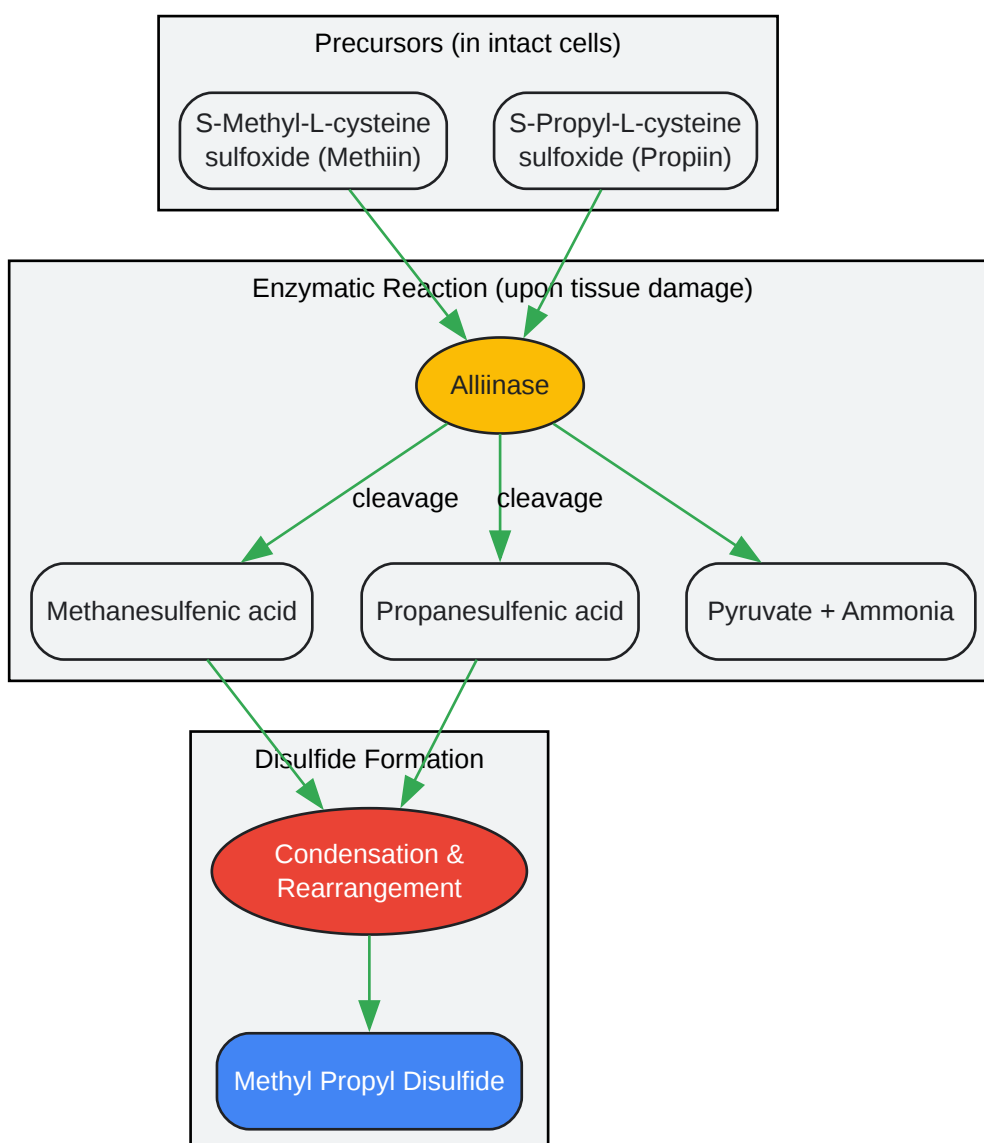 Precursors (in intact cells)
S-Methyl-L-cysteine
sulfoxide (Methiin)
S-Propyl-L-cysteine
sulfoxide (Propiin)
Enzymatic Reaction (upon tissue damage)
Alliinase
cleavage
cleavage
Methanesulfenic acid
Propanesulfenic acid
Pyruvate + Ammonia
Disulfide Formation
Condensation &
Rearrangement
Methyl Propyl Disulfide